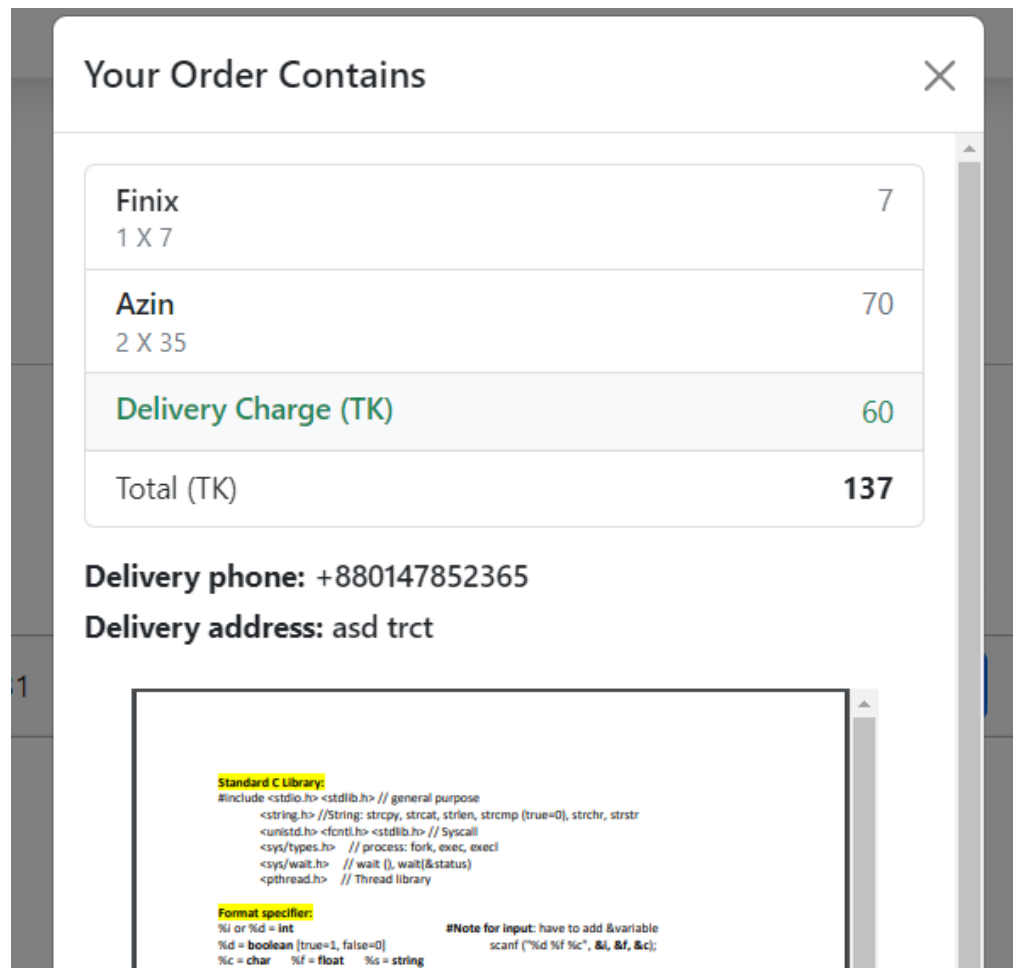 Your Order Contains
Finix 7
1 X 7
Azin 70
2 X 35
Delivery Charge (TK) 60
Total (TK) 137
Delivery phone: +880147852365
Delivery address: asd trct
Standard C Library:
#include <stdio.h> <stdlib.h> // general purpose
<string.h> //String: strcpy, strcat, strlen, strcmp (true=0), strchr, strstr
<unistd.h> <fcntl.h> <stdlib.h> // Syscall
<sys/types.h> // process: fork, exec, execl
<sys/wait.h> // wait (), wait(&status)
<pthread.h> // Thread library
Format specifier:
%i or %d = int #Note for input: have to add &variable
%d = boolean [true=1, false=0] scanf ("%d %f %c", &i, &f, &c);
%c = char %f = float %s = string